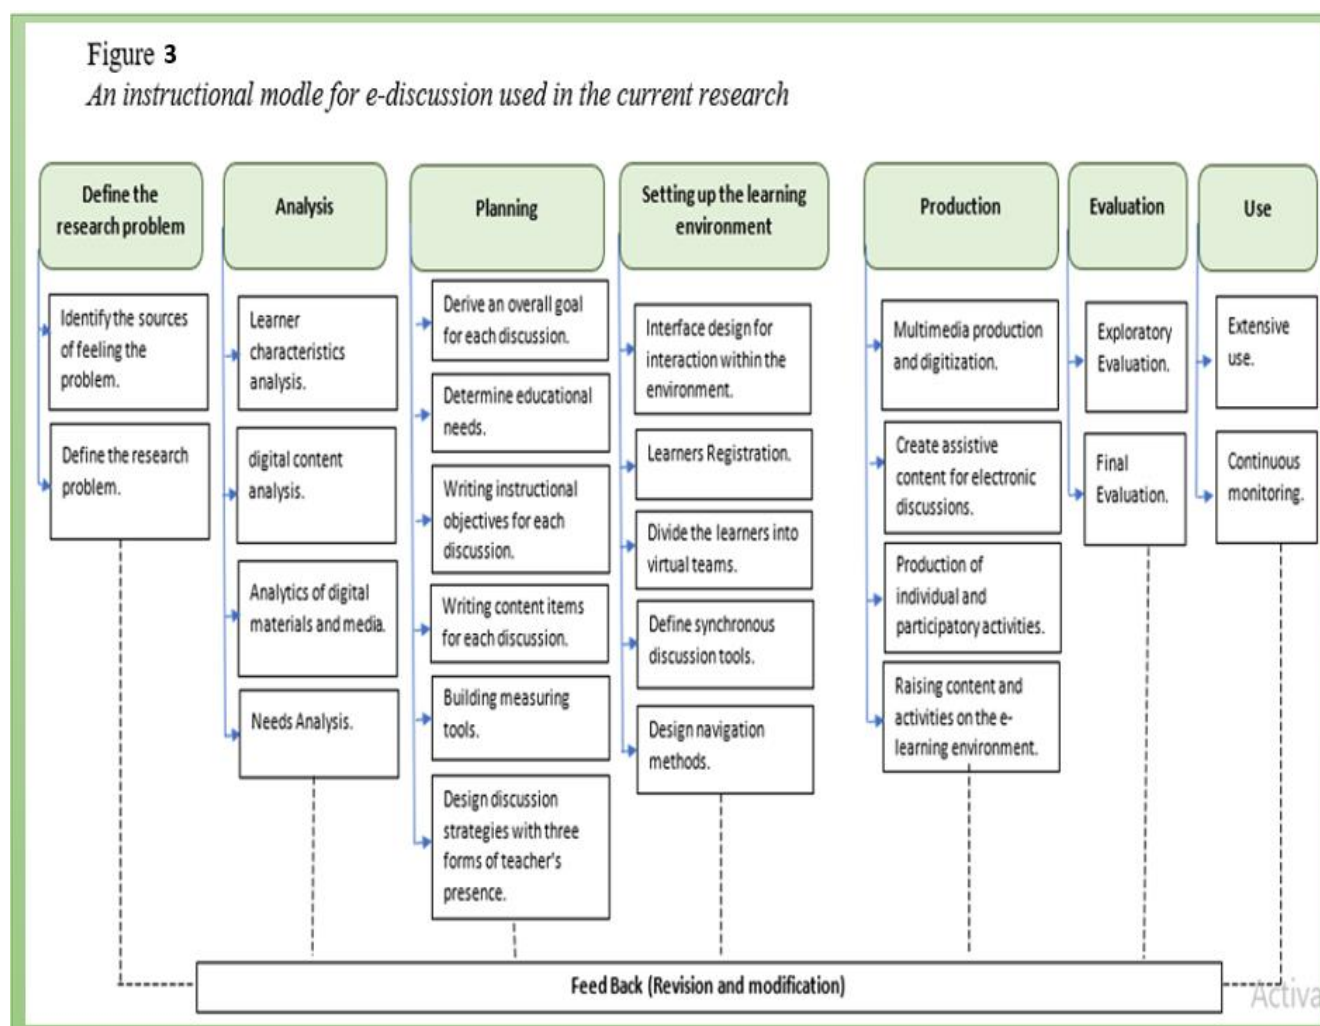 Figure 3
An instructional modle for e-discussion used in the current research
Define the
research problem
Identify the sources
of feeling the
problem.
Define the research
problem.
Analysis
Learner
characteristics
analysis.
digital content
analysis.
Analytics of digital
materials and media.
Needs Analysis.
Planning
Derive an overall goal
for each discussion.
Determine educational
needs.
Writing instructional
objectives for each
discussion.
Writing content items
for each discussion.
Building measuring
tools.
Design discussion
strategies with three
forms of teacher's
presence.
Setting up the learning
environment
Interface design for
interaction within the
environment.
Learners Registration.
Divide the learners into
virtual teams.
Define synchronous
discussion tools.
Design navigation
methods.
Production
Multimedia production
and digitization.
Create assistive
content for electronic
discussions.
Production of
individual and
participatory activities.
Raising content and
activities on the e-
learning environment.
Evaluation
Exploratory
Evaluation.
Final
Evaluation.
Use
Extensive
use.
Continuous
monitoring.
Feed Back (Revision and modification)
Activa